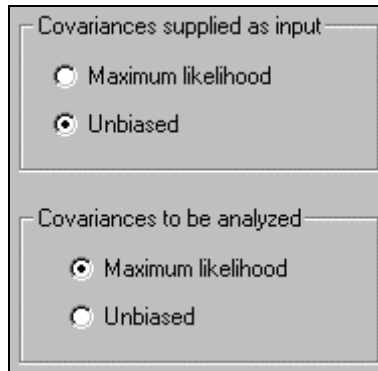 Covariances supplied as input
Maximum likelihood
Unbiased
Covariances to be analyzed
Maximum likelihood
Unbiased